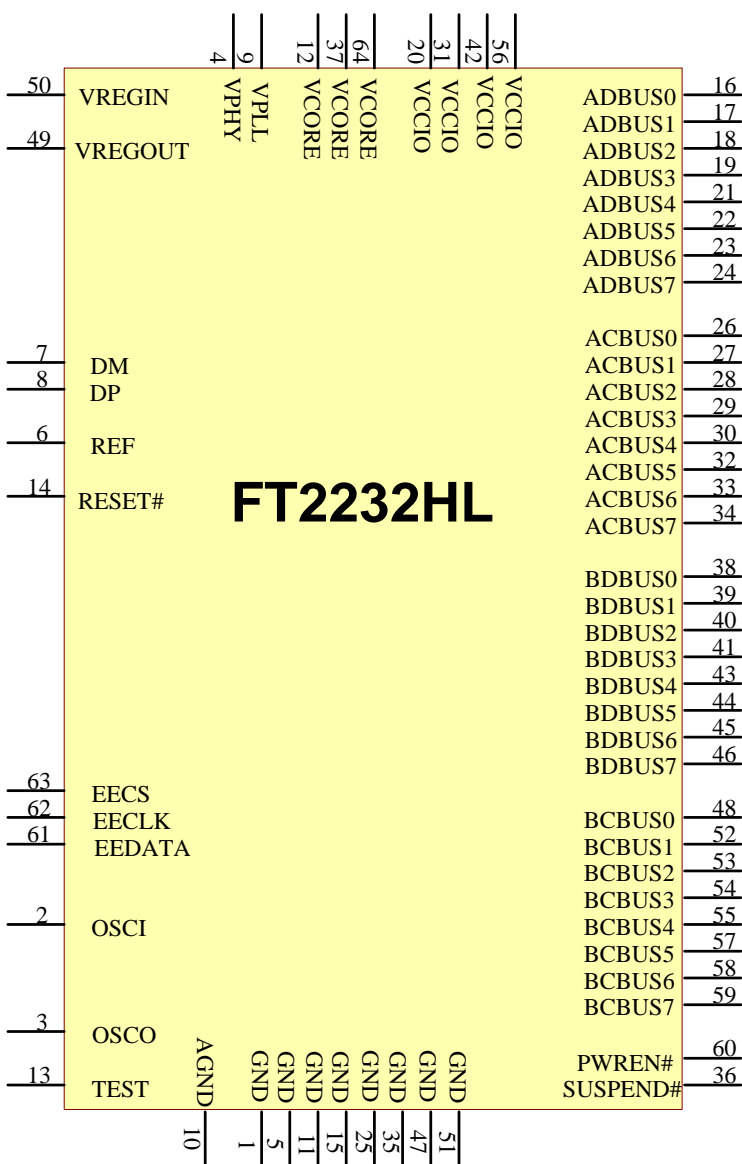 4 9 12 37 64 20 31 42 56
VPHY VPLL VCORE VCORE VCORE VCCIO VCCIO VCCIO VCCIO
50 VREGIN ADBUS0 16
ADBUS1 17
49 VREGOUT ADBUS2 18
ADBUS3 19
ADBUS4 21
ADBUS5 22
ADBUS6 23
ADBUS7 24
ACBUS0 26
7 DM ACBUS1 27
8 DP ACBUS2 28
ACBUS3 29
6 REF ACBUS4 30
ACBUS5 32
14 RESET# FT2232HL ACBUS6 33
ACBUS7 34
BDBUS0 38
BDBUS1 39
BDBUS2 40
BDBUS3 41
BDBUS4 43
BDBUS5 44
BDBUS6 45
BDBUS7 46
63 EECS
62 EECLK BCBUS0 48
61 EEDATA BCBUS1 52
BCBUS2 53
BCBUS3 54
2 OSCI BCBUS4 55
BCBUS5 57
BCBUS6 58
BCBUS7 59
3 OSCO
PWREN# 60
13 TEST SUSPEND# 36
AGND GND GND GND GND GND GND GND GND
10 1 5 11 15 25 35 47 51